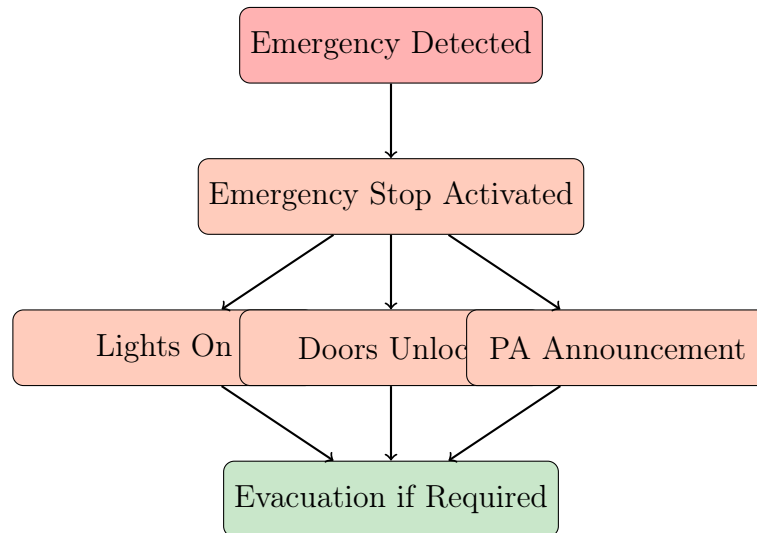 Emergency Detected
Emergency Stop Activated
Lights On
Doors Unloc
PA Announcement
Evacuation if Required